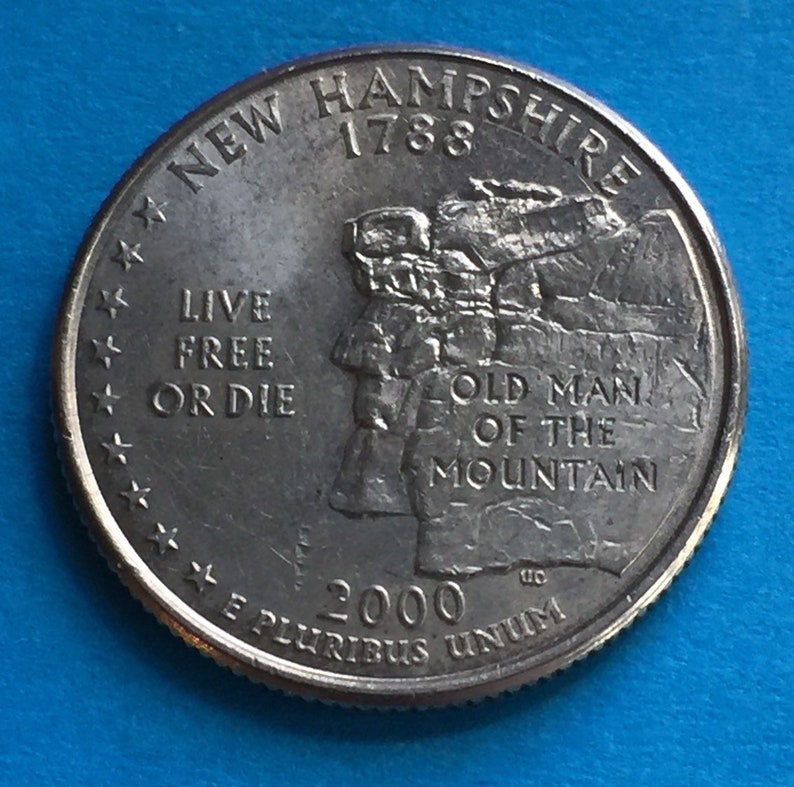 NEW HAMPSHIRE
1788
LIVE
FREE
OR DIE
OLD MAN
OF THE
MOUNTAIN
2000
E PLURIBUS UNUM